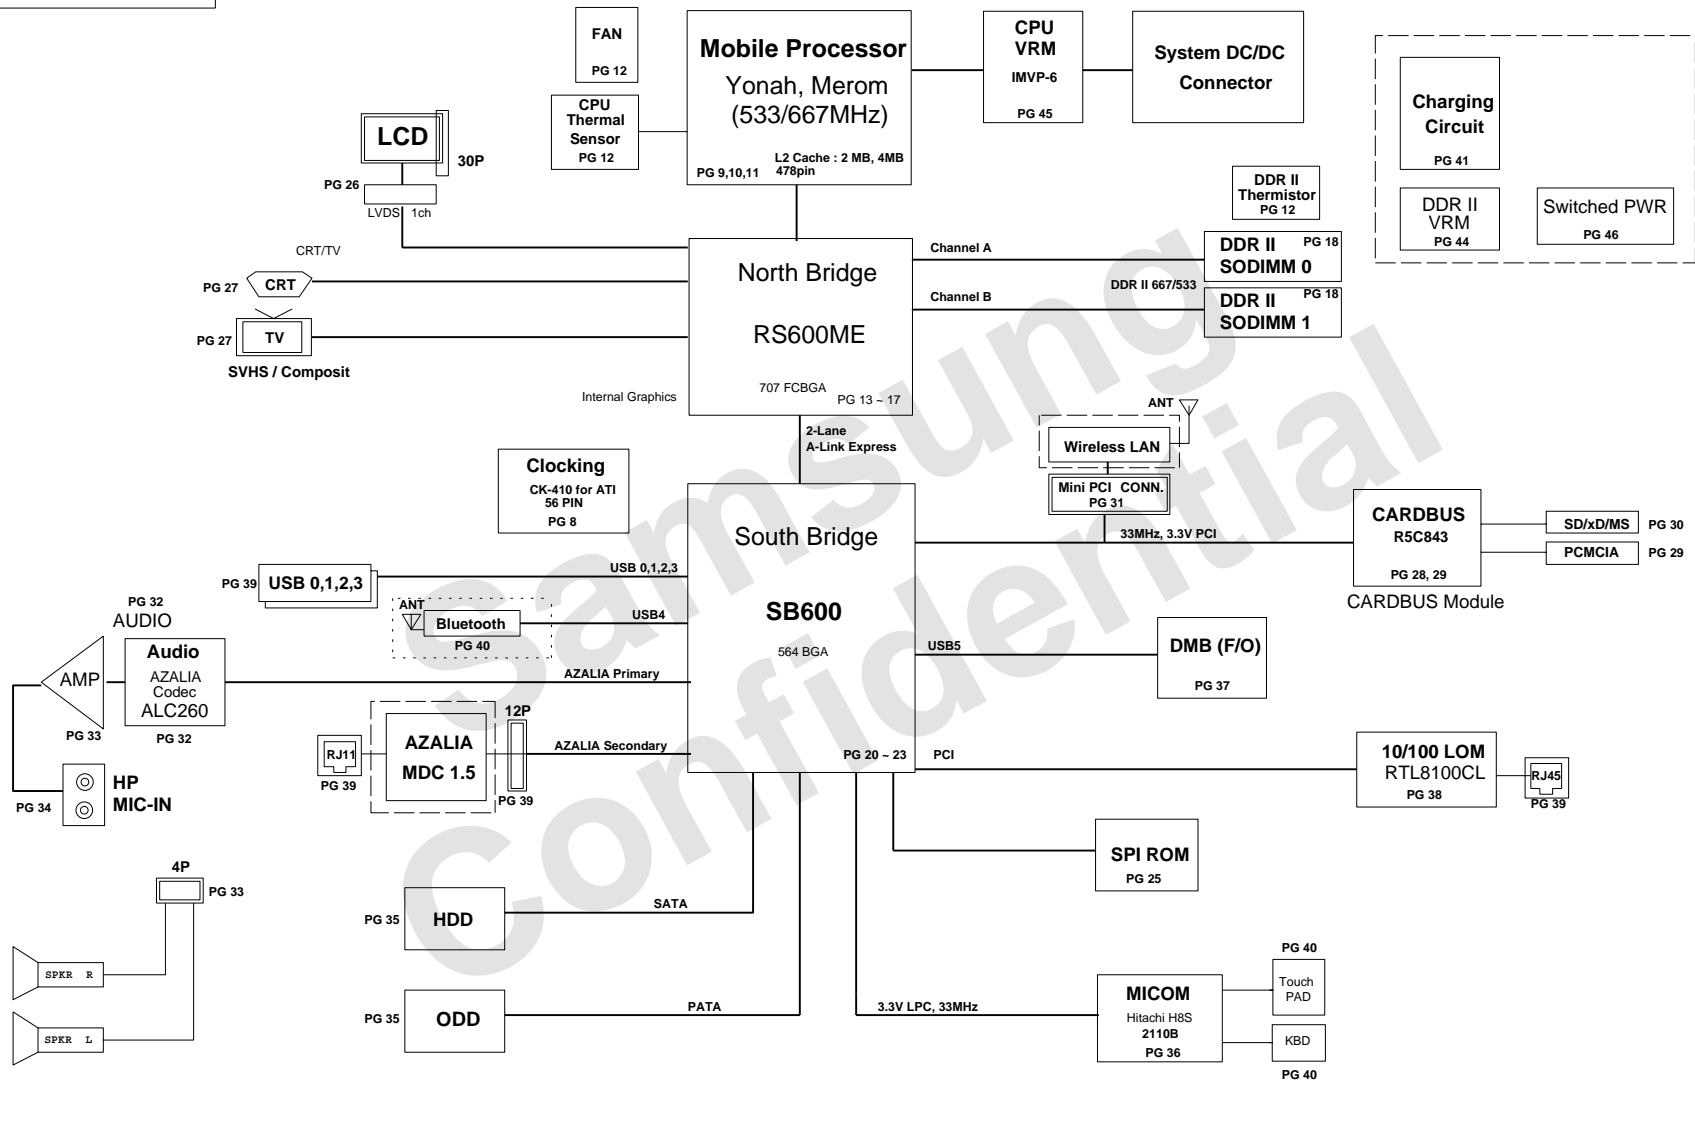 FAN
PG 12
Mobile Processor
Yonah, Merom
(533/667MHz)
L2 Cache : 2 MB, 4MB
478pin
PG 9,10,11
CPU
VRM
IMVP-6
PG 45
System DC/DC
Connector
Charging
Circuit
PG 41
DDR II
VRM
PG 44
Switched PWR
PG 46
CPU
Thermal
Sensor
PG 12
LCD
30P
PG 26
LVDS 1ch
DDR II
Thermistor
PG 12
CRT/TV
PG 27
CRT
PG 27
TV
SVHS / Composit
North Bridge
RS600ME
707 FCBGA
PG 13 ~ 17
Internal Graphics
Channel A
DDR II 667/533
Channel B
DDR II
PG 18
SODIMM 0
DDR II
PG 18
SODIMM 1
2-Lane
A-Link Express
Clocking
CK-410 for ATI
56 PIN
PG 8
ANT
Wireless LAN
Mini PCI CONN.
PG 31
33MHz, 3.3V PCI
CARDBUS
R5C843
PG 28, 29
CARDBUS Module
SD/xD/MS
PG 30
PCMCIA
PG 29
South Bridge
SB600
564 BGA
PG 20 ~ 23
PG 39
USB 0,1,2,3
USB 0,1,2,3
ANT
Bluetooth
PG 40
USB4
USB5
DMB (F/O)
PG 37
PG 32
AUDIO
AMP
PG 33
Audio
AZALIA
Codec
ALC260
PG 32
AZALIA Primary
12P
RJ11
PG 39
AZALIA
MDC 1.5
PG 39
AZALIA Secondary
PCI
10/100 LOM
RTL8100CL
PG 38
RJ45
PG 39
PG 34
HP
MIC-IN
SPI ROM
PG 25
4P
PG 33
SPKR R
SPKR L
PG 35
HDD
SATA
PG 35
ODD
PATA
3.3V LPC, 33MHz
MICOM
Hitachi H8S
2110B
PG 36
PG 40
Touch
PAD
KBD
PG 40
Samsung
Confidential